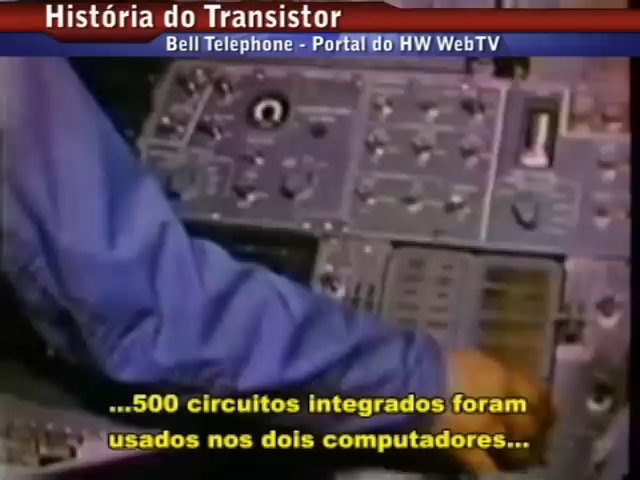 História do Transistor
Bell Telephone - Portal do HW WebTV
...500 circuitos integrados foram
usados nos dois computadores...